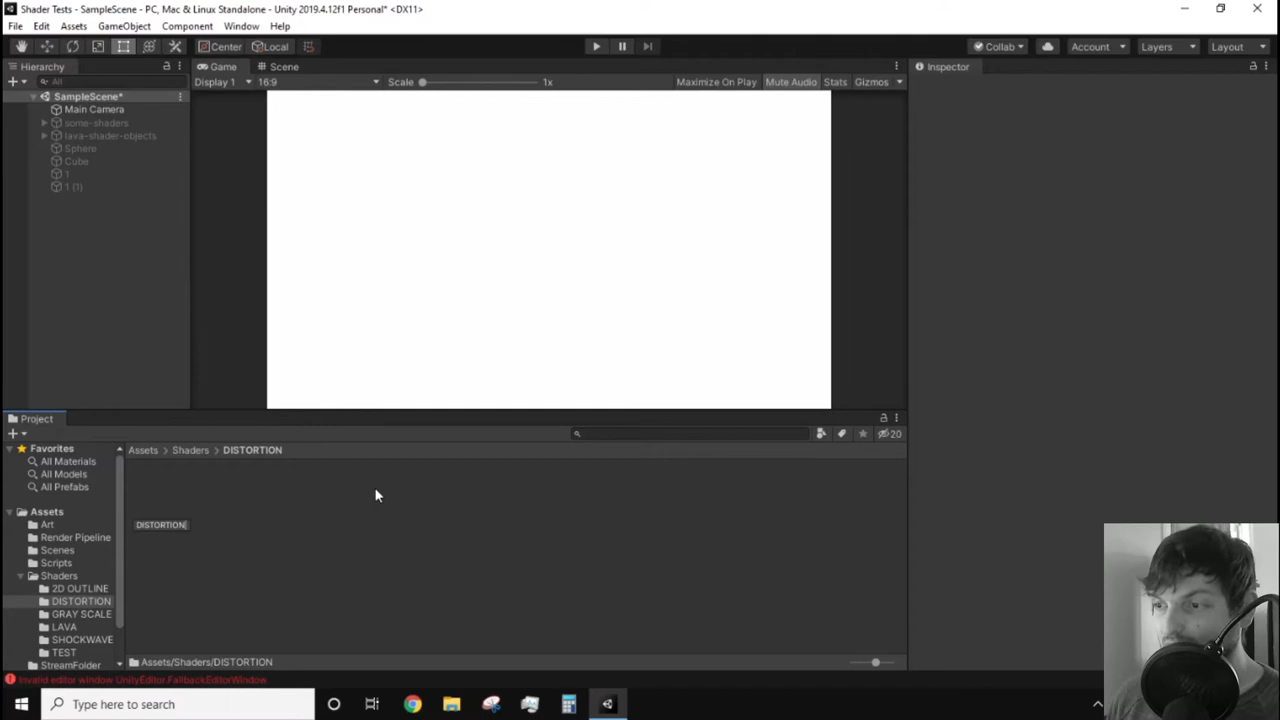 Shader Tests - SampleScene - PC, Mac & Linux Standalone - Unity 2019.4.12f1 Personal* <DX11>
File Edit Assets GameObject Component Window Help
Center Local Collab Account Layers Layout
Hierarchy Game Scene Inspector
All Display 1 16:9 Scale 1x Maximize On Play Mute Audio Stats Gizmos
SampleScene*
Main Camera
some-shaders
lava-shader-objects
Sphere
Cube
1
1 (1)
Project
20
Favorites
All Materials
All Models
All Prefabs
Assets
Art
Render Pipeline
Scenes
Scripts
Shaders
2D OUTLINE
DISTORTION
GRAY SCALE
LAVA
SHOCKWAVE
TEST
StreamFolder
Assets > Shaders > DISTORTION
DISTORTION
Assets/Shaders/DISTORTION
Invalid editor window UnityEditor.FallbackEditorWindow
Type here to search